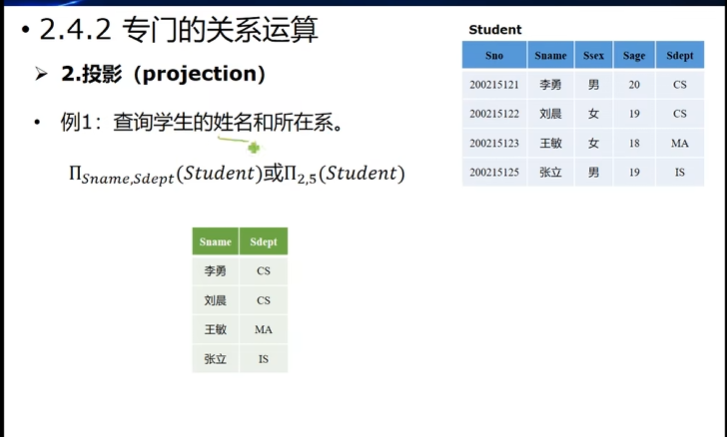 • 2.4.2 专门的关系运算
➢ 2.投影（projection）
• 例1：查询学生的姓名和所在系。
Π_{Sname,Sdept}(Student)或Π_{2,5}(Student)
Sname Sdept
李勇 CS
刘晨 CS
王敏 MA
张立 IS
Student
Sno Sname Ssex Sage Sdept
200215121 李勇 男 20 CS
200215122 刘晨 女 19 CS
200215123 王敏 女 18 MA
200215125 张立 男 19 IS